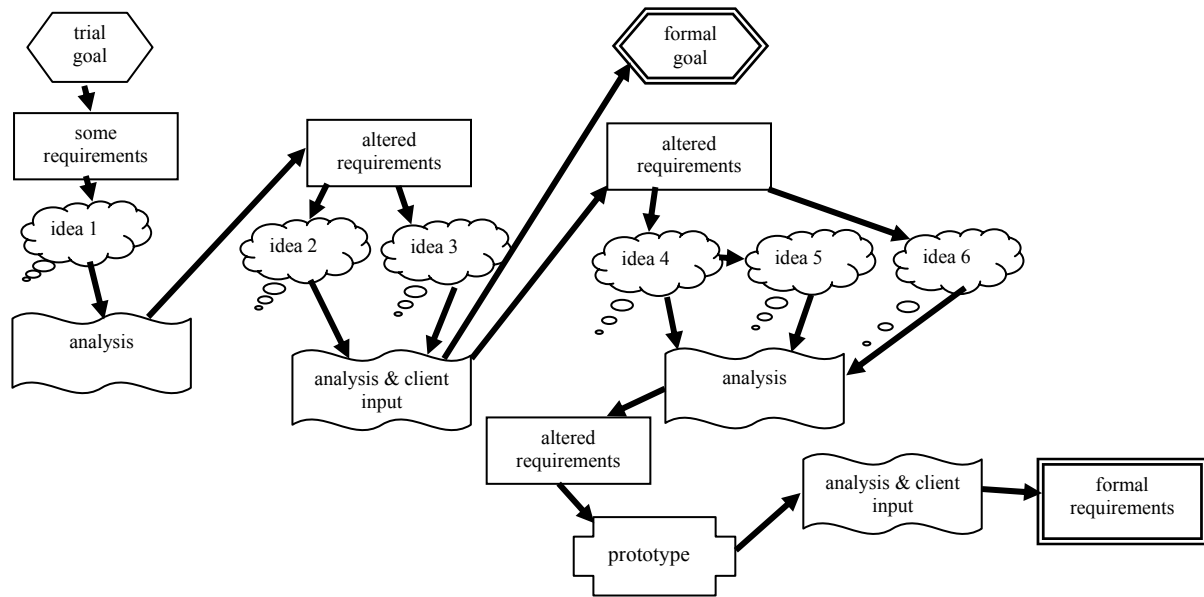 trial
goal
some
requirements
idea 1
analysis
altered
requirements
idea 2
idea 3
analysis & client
input
formal
goal
altered
requirements
idea 4
idea 5
idea 6
analysis
altered
requirements
prototype
analysis & client
input
formal
requirements